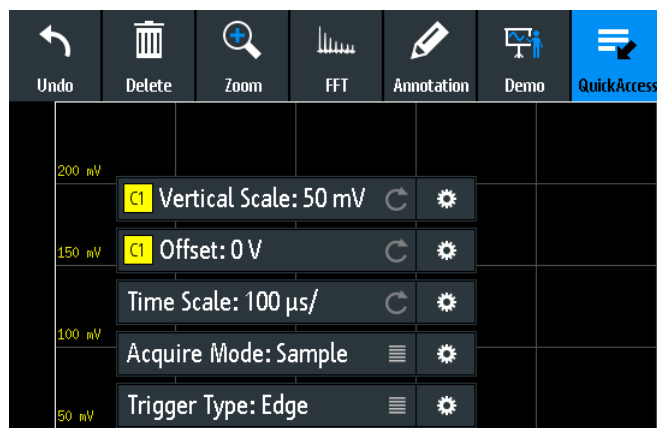 Undo
Delete
Zoom
FFT
Annotation
Demo
QuickAccess
200 mV
C1 Vertical Scale: 50 mV
150 mV
C1 Offset: 0 V
Time Scale: 100 µs/
100 mV
Acquire Mode: Sample
Trigger Type: Edge
50 mV